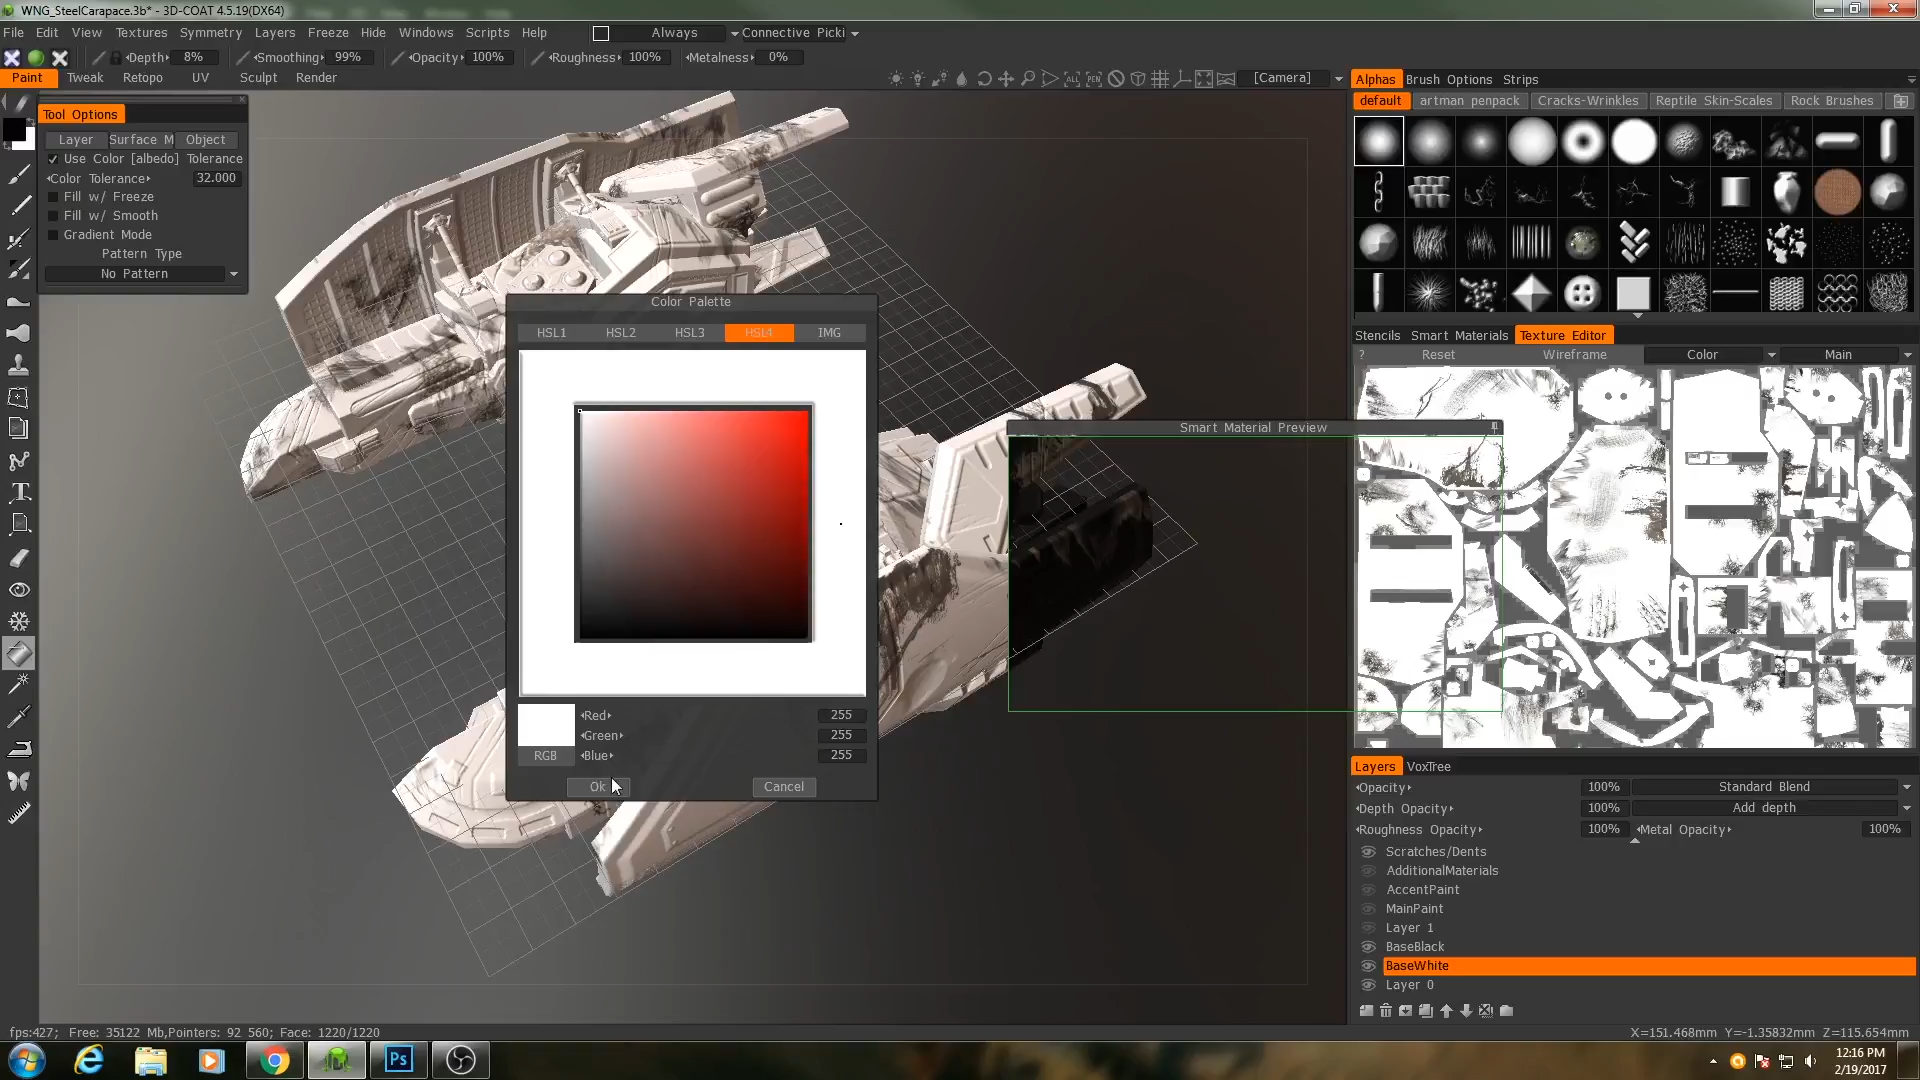 WNG_SteelCarapace.3b* - 3D-COAT 4.5.19(DX64)
File Edit View Textures Symmetry Layers Freeze Hide Windows Scripts Help Always Connective Picki
Depth 8% Smoothing 99% Opacity 100% Roughness 100% Metalness 0%
Paint Tweak Retopo UV Sculpt Render ALL PEN [Camera]
Alphas Brush Options Strips
default artman penpack Cracks-Wrinkles Reptile Skin-Scales Rock Brushes
Tool Options
Layer Surface M Object
Use Color [albedo] Tolerance
Color Tolerance 32.000
Fill w/ Freeze
Fill w/ Smooth
Gradient Mode
Pattern Type
No Pattern
Color Palette
HSL1 HSL2 HSL3 HSL4 IMG
Red 255
Green 255
RGB Blue 255
Ok Cancel
Smart Material Preview
Stencils Smart Materials Texture Editor
? Reset Wireframe Color Main
Layers VoxTree
Opacity 100% Standard Blend
Depth Opacity 100% Add depth
Roughness Opacity 100% Metal Opacity 100%
Scratches/Dents
AdditionalMaterials
AccentPaint
MainPaint
Layer 1
BaseBlack
BaseWhite
Layer 0
fps:427; Free: 35122 Mb,Pointers: 92 560; Face: 1220/1220
X=151.468mm Y=-1.35832mm Z=115.654mm
Ps
12:16 PM
2/19/2017